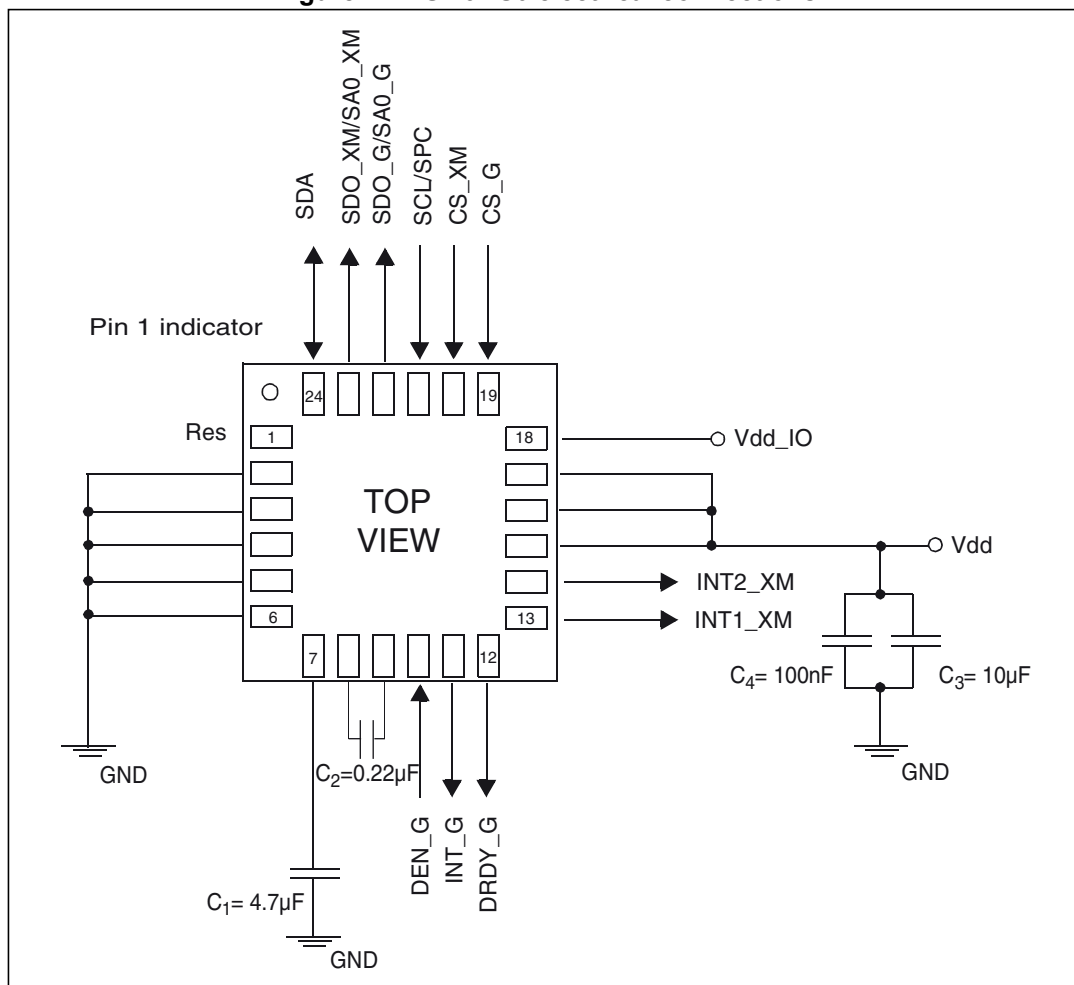 SDA
SDO_XM/SA0_XM
SDO_G/SA0_G
SCL/SPC
CS_XM
CS_G
Pin 1 indicator
24
19
Res
1
18
Vdd_IO
TOP
VIEW
Vdd
INT2_XM
6
13
INT1_XM
7
12
C4= 100nF
C3= 10µF
GND
C2=0.22µF
GND
DEN_G
INT_G
DRDY_G
C1= 4.7µF
GND